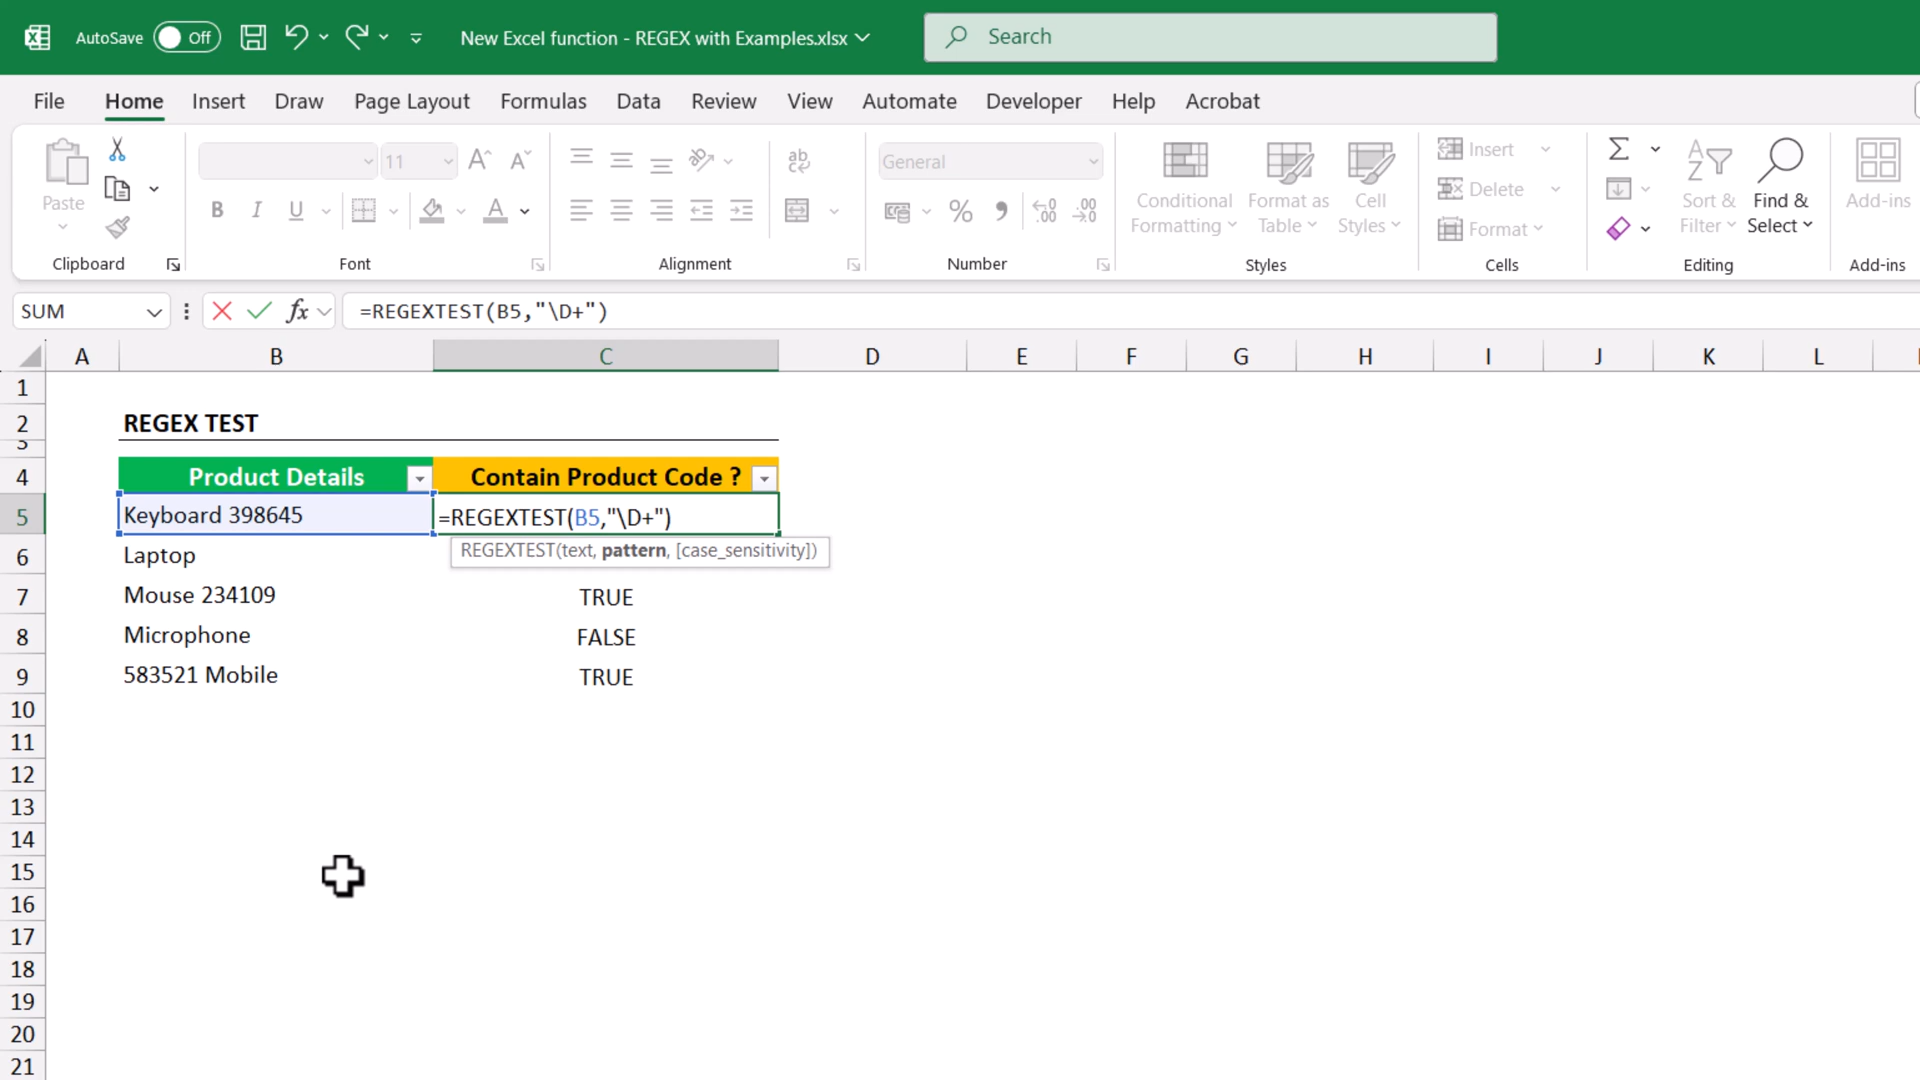 AutoSave Off New Excel function - REGEX with Examples.xlsx Search
File Home Insert Draw Page Layout Formulas Data Review View Automate Developer Help Acrobat
Paste
Clipboard
11
B I U A
Font
ab
Alignment
General
% .00
Number
Conditional Formatting
Format as Table
Cell Styles
Styles
Insert
Delete
Format
Cells
Sort & Filter
Find & Select
Editing
Add-ins
Add-ins
SUM fx =REGEXTEST(B5,"\D+")
A B C D E F G H I J K L
1
2 REGEX TEST
3
4 Product Details Contain Product Code ?
5 Keyboard 398645 =REGEXTEST(B5,"\D+")
REGEXTEST(text, pattern, [case_sensitivity])
6 Laptop
7 Mouse 234109 TRUE
8 Microphone FALSE
9 583521 Mobile TRUE
10
11
12
13
14
15
16
17
18
19
20
21